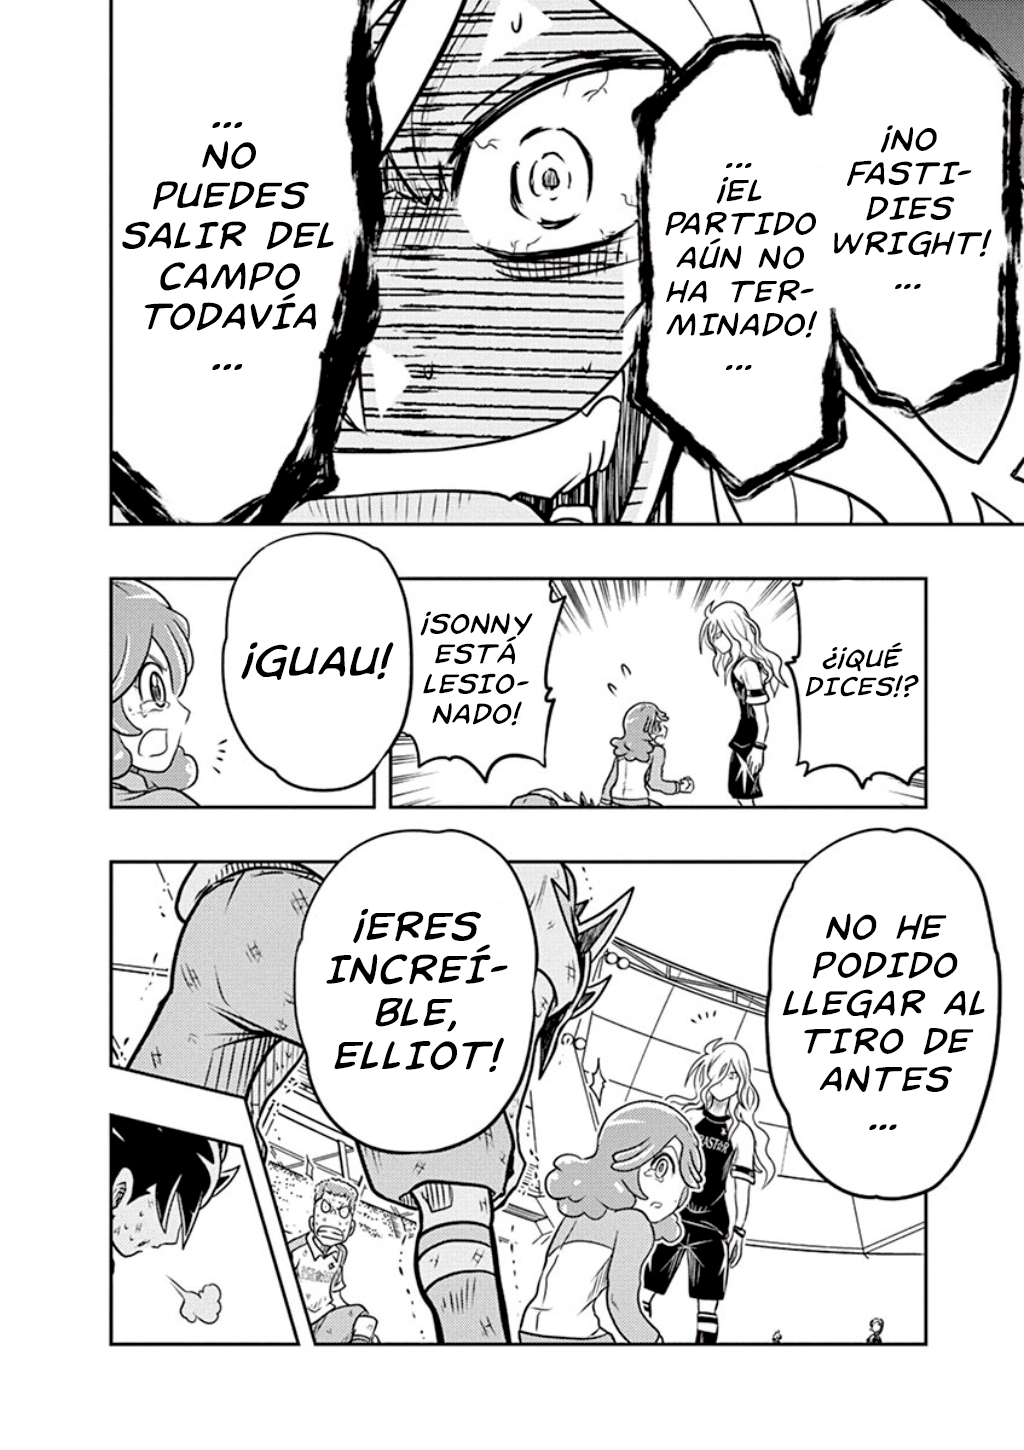 ¡NO
FASTI-
DIES
WRIGHT!
...
...
¡EL
PARTIDO
AÚN NO
HA TER-
MINADO!
...
...
NO
PUEDES
SALIR DEL
CAMPO
TODAVÍA
...
¿¡QUÉ
DICES!?
¡SONNY
ESTÁ
LESIO-
NADO!
¡GUAU!
NO HE
PODIDO
LLEGAR AL
TIRO DE
ANTES
...
¡ERES
INCREÍ-
BLE,
ELLIOT!